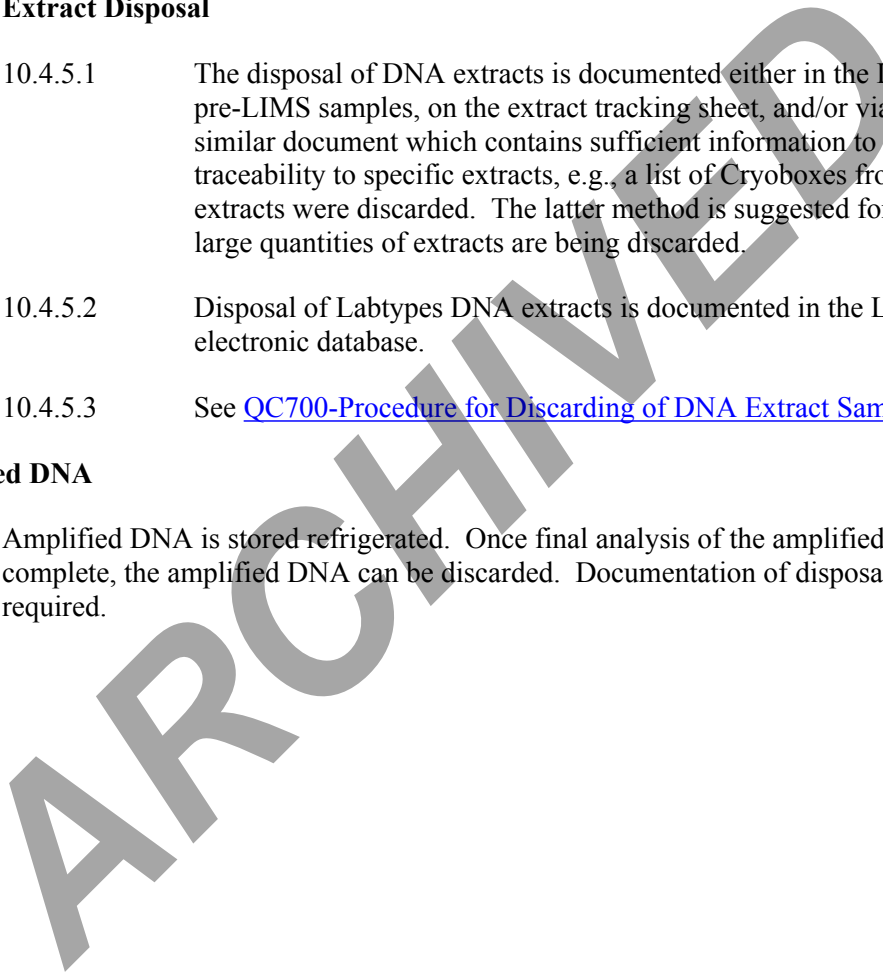 Extract Disposal
10.4.5.1 The disposal of DNA extracts is documented either in the
pre-LIMS samples, on the extract tracking sheet, and/or via
similar document which contains sufficient information to
traceability to specific extracts, e.g., a list of Cryoboxes
extracts were discarded. The latter method is suggested for
large quantities of extracts are being discarded.
10.4.5.2 Disposal of Labtypes DNA extracts is documented in the
electronic database.
10.4.5.3 See QC700-Procedure for Discarding of DNA Extract
DNA
Amplified DNA is stored refrigerated. Once final analysis of the amplified
complete, the amplified DNA can be discarded. Documentation of
required.
ARCHIVED